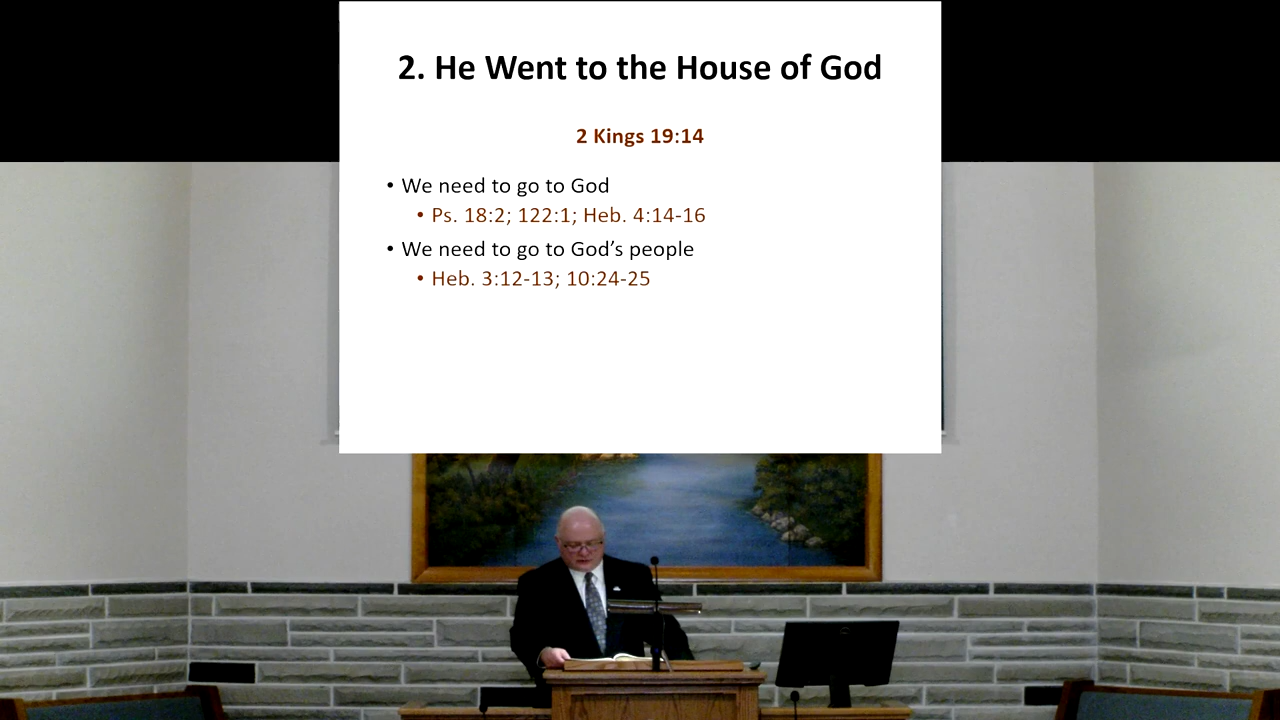 2. He Went to the House of God
2 Kings 19:14
• We need to go to God
• Ps. 18:2; 122:1; Heb. 4:14-16
• We need to go to God’s people
• Heb. 3:12-13; 10:24-25